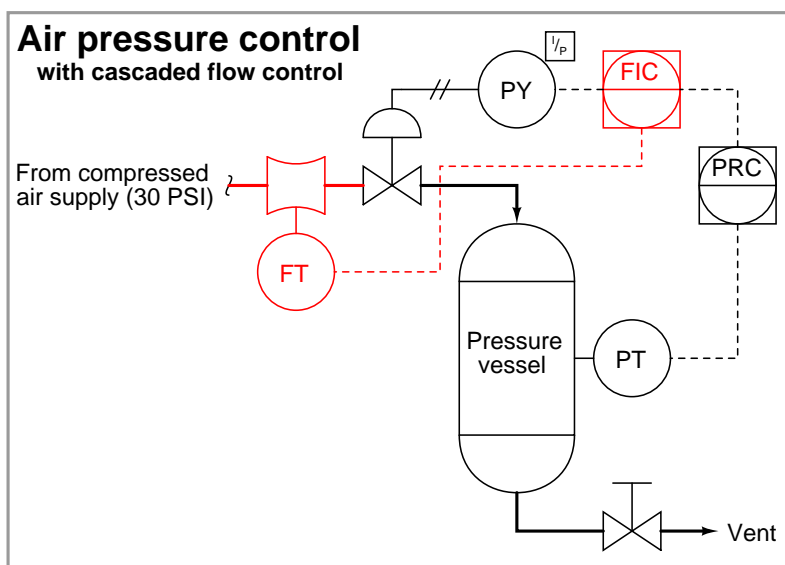 Air pressure control
with cascaded flow control
I/P
PY
FIC
PRC
From compressed
air supply (30 PSI)
FT
Pressure
vessel
PT
Vent